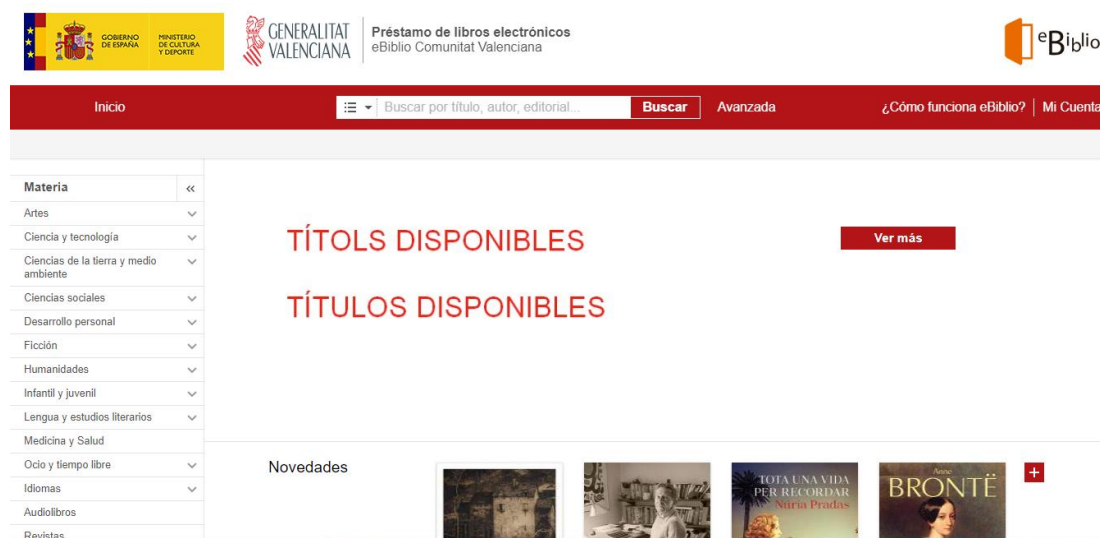 GOBIERNO
DE ESPAÑA
MINISTERIO
DE CULTURA
Y DEPORTE
GENERALITAT
VALENCIANA
Préstamo de libros electrónicos
eBiblio Comunitat Valenciana
eBiblio
Inicio
Buscar por título, autor, editorial...
Buscar
Avanzada
¿Cómo funciona eBiblio?
Mi Cuenta
Materia
Artes
Ciencia y tecnología
Ciencias de la tierra y medio
ambiente
Ciencias sociales
Desarrollo personal
Ficción
Humanidades
Infantil y juvenil
Lengua y estudios literarios
Medicina y Salud
Ocio y tiempo libre
Idiomas
Audiolibros
Revistas
TÍTOLS DISPONIBLES
Ver más
TÍTULOS DISPONIBLES
Novedades
TOTA UNA VIDA
PER RECORDAR
Núria Pradas
Anne
BRONTË